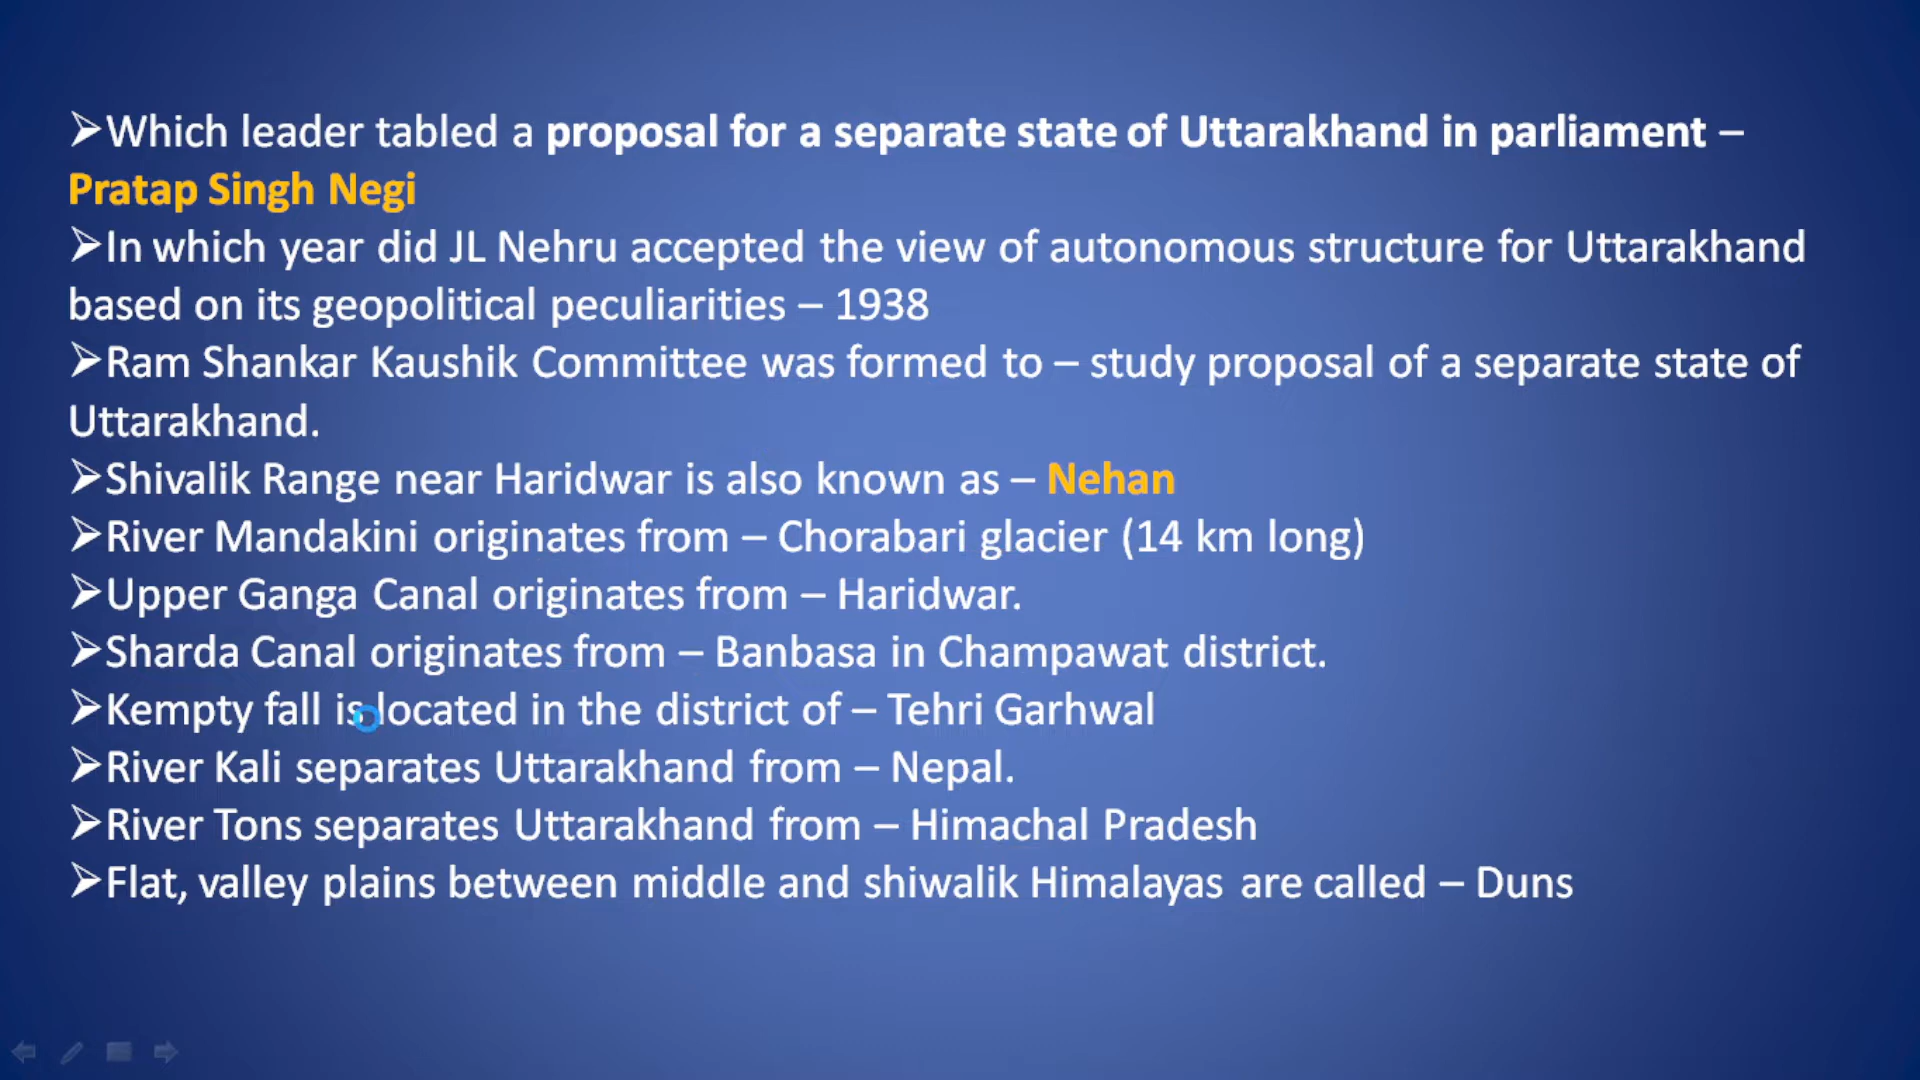 ➢Which leader tabled a proposal for a separate state of Uttarakhand in parliament –
Pratap Singh Negi
➢In which year did JL Nehru accepted the view of autonomous structure for Uttarakhand
based on its geopolitical peculiarities – 1938
➢Ram Shankar Kaushik Committee was formed to – study proposal of a separate state of
Uttarakhand.
➢Shivalik Range near Haridwar is also known as – Nehan
➢River Mandakini originates from – Chorabari glacier (14 km long)
➢Upper Ganga Canal originates from – Haridwar.
➢Sharda Canal originates from – Banbasa in Champawat district.
➢Kempty fall is located in the district of – Tehri Garhwal
➢River Kali separates Uttarakhand from – Nepal.
➢River Tons separates Uttarakhand from – Himachal Pradesh
➢Flat, valley plains between middle and shiwalik Himalayas are called – Duns